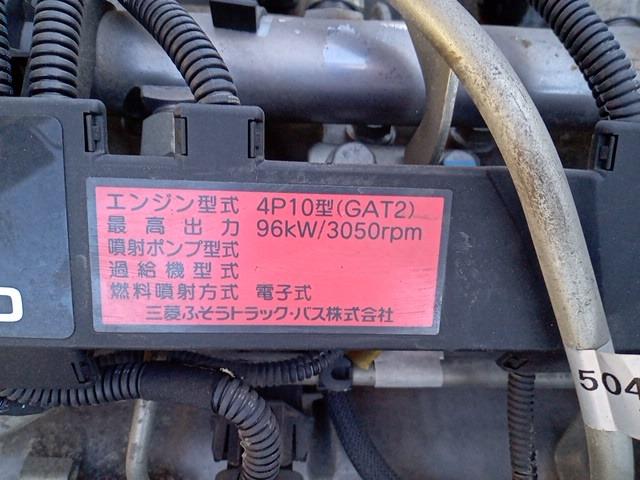 エンジン型式 4P10型(GAT2)
最高出力 96kW/3050rpm
噴射ポンプ型式
過給機型式
燃料噴射方式 電子式
三菱ふそうトラック・バス株式会社
504